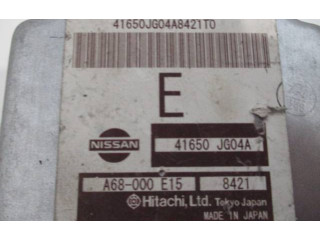 41650JG04A8421T0
E
NISSAN 41650 JG04A
A68-000 E15 8421
Hitachi, Ltd. Tokyo Japan
MADE IN JAPAN